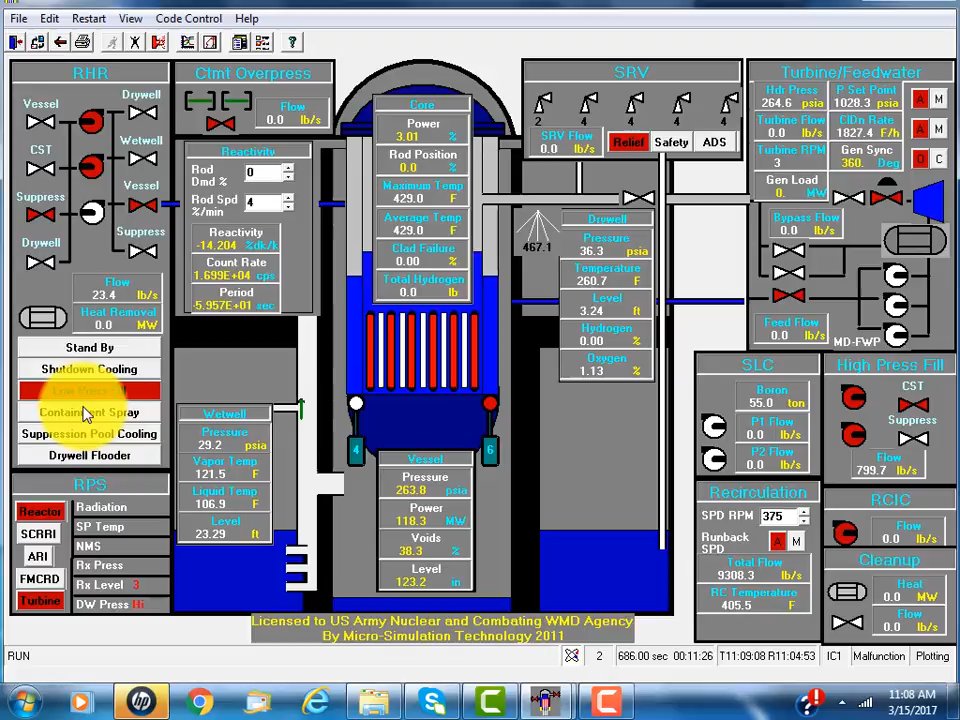 File Edit Restart View Code Control Help
RHR
Vessel
Drywell
CST
Wetwell
Suppress
Vessel
Drywell
Suppress
Flow
23.4 lb/s
Heat Removal
0.0 MW
Stand By
Shutdown Cooling
Low Press
Containment Spray
Suppression Pool Cooling
Drywell Flooder
RPS
Reactor Radiation
SCRRI SP Temp
NMS
ARI Rx Press
FMCRD Rx Level 3
Turbine DW Press Hi
Ctmt Overpress
Flow
0.0 lb/s
Reactivity
Rod Dmd % 0
Rod Spd %/min 4
Reactivity
-14.204 %dk/k
Count Rate
1.699E+04 cps
Period
-5.957E+01 s
Core
Power
3.01 %
Rod Position
0.0 %
Maximum Temp
429.0 F
Average Temp
429.0 F
Clad Failure
0.00 %
Total Hydrogen
0.0 lb
SRV
2 4 4 4 4
SRV Flow
0.0 lb/s
Relief Safety ADS
467.1
Drywell
Pressure
36.3 psia
Temperature
260.7 F
Level
3.24 ft
Hydrogen
0.00 %
Oxygen
1.13 %
Turbine/Feedwater
Hdr Press
264.6 psia
P Set Point
1028.3 psia
A M
Turbine Flow
0.0 lb/s
ClDn Rate
1827.4 F/h
A M
Turbine RPM
3
Gen Sync
360. Deg
O C
Gen Load
0. MW
Bypass Flow
0.0 lb/s
Feed Flow
0.0 lb/s
MD-FWP
Wetwell
Pressure
29.2 psia
Vapor Temp
121.5 F
Liquid Temp
106.9 F
Level
23.29 ft
4
6
Vessel
Pressure
263.8 psia
Power
118.3 MW
Voids
38.3 %
Level
123.2 in
SLC
Boron
55.0 ton
P1 Flow
0.0 lb/s
P2 Flow
0.0 lb/s
High Press Fill
CST
Suppress
Flow
799.7 lb/s
Recirculation
SPD RPM 375
Runback SPD A M
Total Flow
9308.3 lb/s
RC Temperature
405.5 F
RCIC
Flow
0.0 lb/s
Cleanup
Heat
0.0 MW
Flow
0.0 lb/s
Licensed to US Army Nuclear and Combating WMD Agency
By Micro-Simulation Technology 2011
RUN 2 686.00 sec 00:11:26 T11:09:08 R11:04:53 IC1 Malfunction Plotting
11:08 AM
3/15/2017